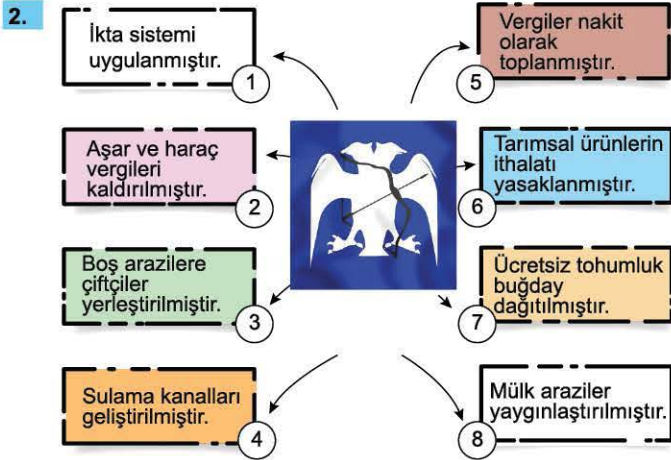 2.
İkta sistemi
uygulanmıştır.
1
Aşar ve haraç
vergileri
kaldırılmıştır.
2
Boş arazilere
çiftçiler
yerleştirilmiştir.
3
Sulama kanalları
geliştirilmiştir.
4
Vergiler nakit
olarak
toplanmıştır.
5
Tarımsal ürünlerin
ithalatı
yasaklanmıştır.
6
Ücretsiz tohumluk
buğday
dağıtılmıştır.
7
Mülk araziler
yaygınlaştırılmıştır.
8